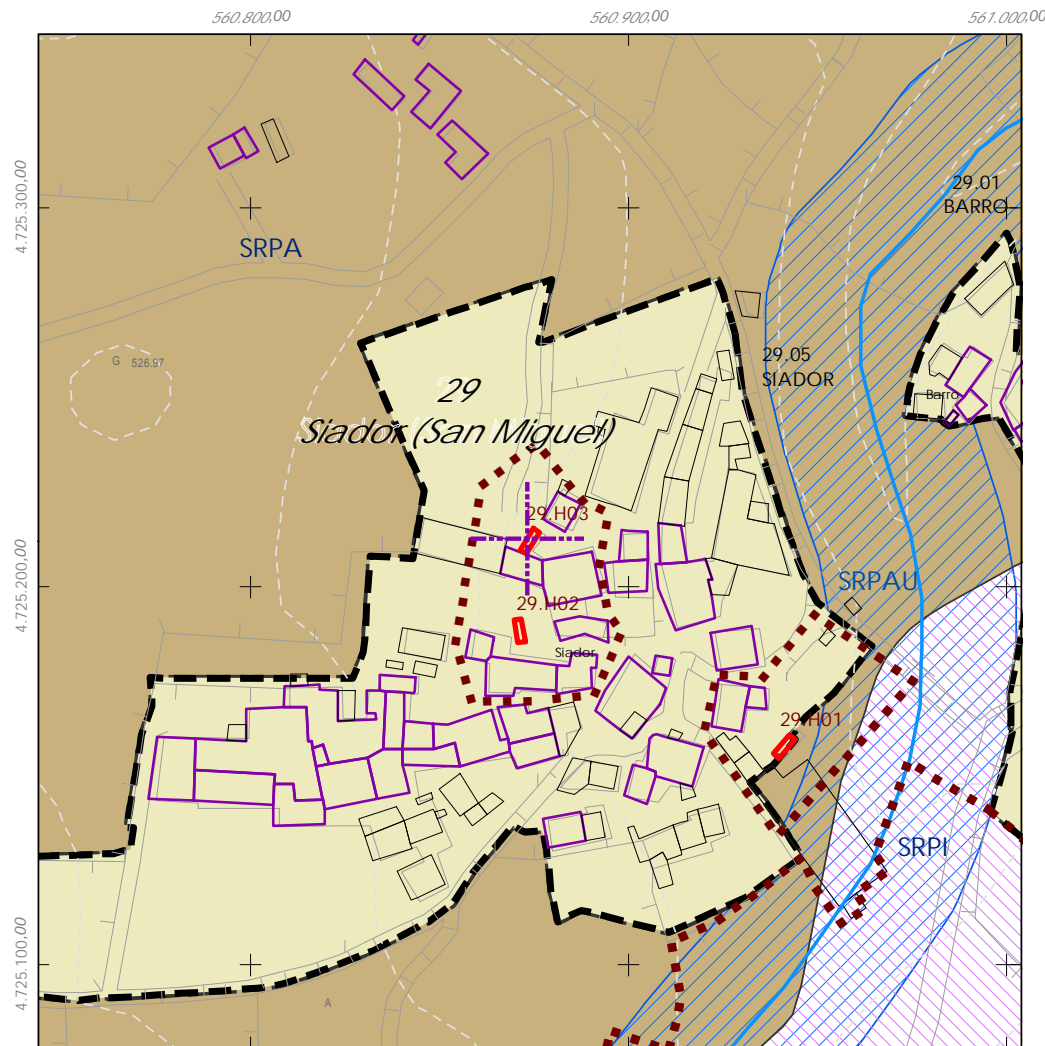 560.800,00
560.900,00
561.000,00
4.725.300,00
4.725.200,00
4.725.100,00
29.01
BARRO
SRPA
29.05
SIADOR
G 526.97
29
Siador (San Miguel)
Barro
29.H03
SRPAU
29.H02
Siador
29.H01
SRPI
A